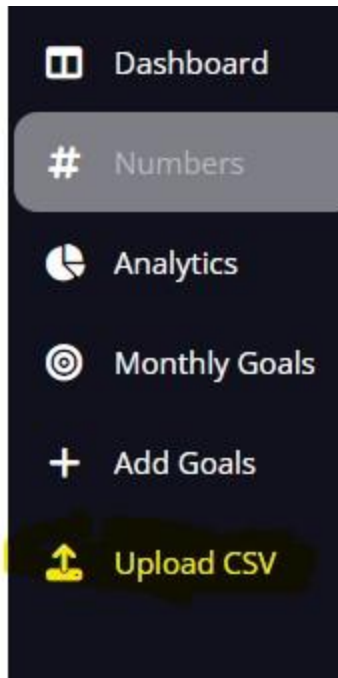 Dashboard
# Numbers
Analytics
Monthly Goals
Add Goals
Upload CSV